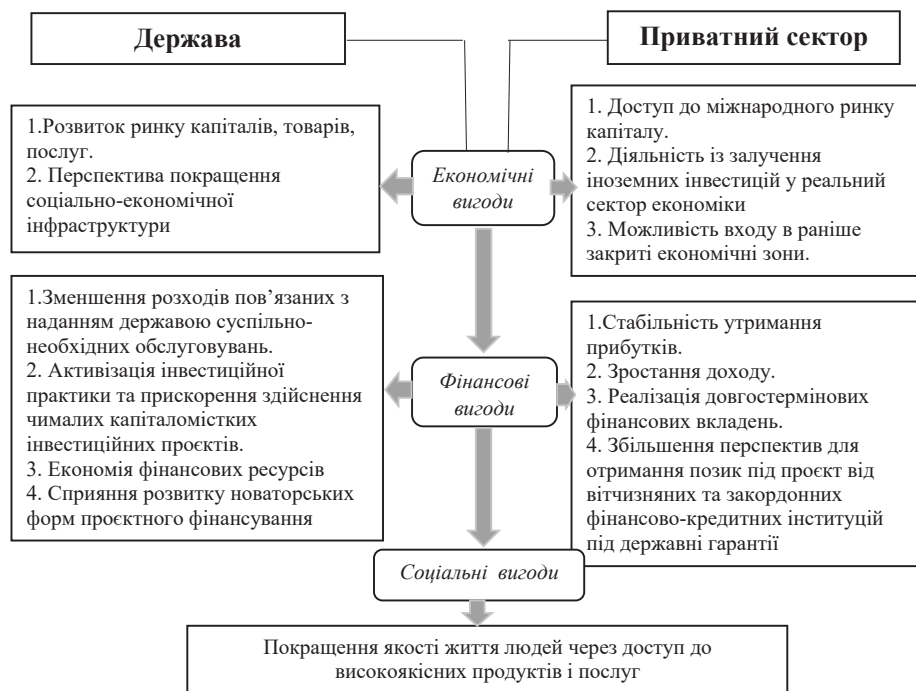 Держава
Приватний сектор
1.Розвиток ринку капіталів, товарів,
послуг.
2. Перспектива покращення
соціально-економічної
інфраструктури
Економічні
вигоди
1. Доступ до міжнародного ринку
капіталу.
2. Діяльність із залучення
іноземних інвестицій у реальний
сектор економіки
3. Можливість входу в раніше
закриті економічні зони.
1.Зменшення розходів пов’язаних з
наданням державою суспільно-
необхідних обслуговувань.
2. Активізація інвестиційної
практики та прискорення здійснення
чималих капіталомістких
інвестиційних проєктів.
3. Економія фінансових ресурсів
4. Сприяння розвитку новаторських
форм проєктного фінансування
Фінансові
вигоди
1.Стабільність утримання
прибутків.
2. Зростання доходу.
3. Реалізація довгострмінових
фінансових вкладень.
4. Збільшення перспектив для
отримання позик під проєкт від
вітчизняних та закордонних
фінансово-кредитних інституцій
під державні гарантії
Соціальні вигоди
Покращення якості життя людей через доступ до
високоякісних продуктів і послуг